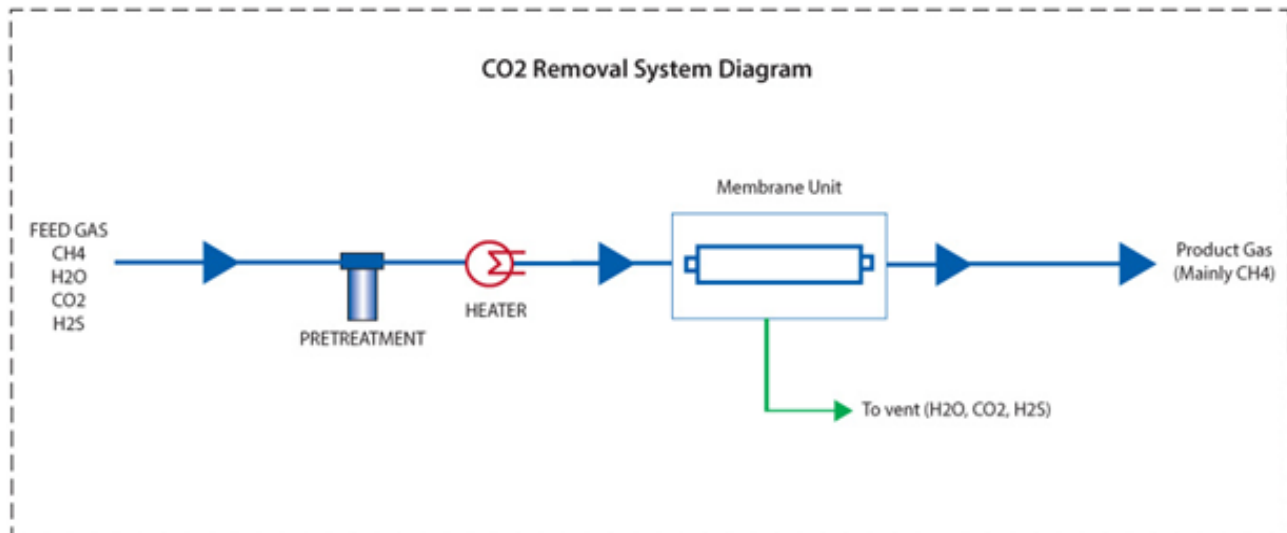 CO2 Removal System Diagram
Membrane Unit
FEED GAS
CH4
H2O
CO2
H2S
PRETREATMENT
HEATER
Product Gas
(Mainly CH4)
To vent (H2O, CO2, H2S)